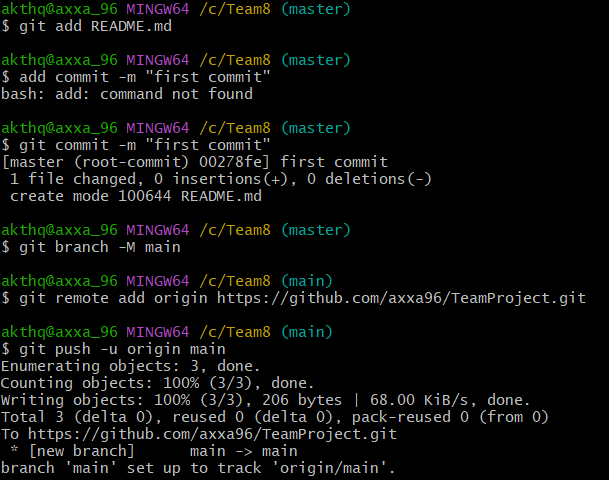 akthq@axxa_96 MINGW64 /c/Team8 (master)
$ git add README.md
akthq@axxa_96 MINGW64 /c/Team8 (master)
$ add commit -m "first commit"
bash: add: command not found
akthq@axxa_96 MINGW64 /c/Team8 (master)
$ git commit -m "first commit"
[master (root-commit) 00278fe] first commit
 1 file changed, 0 insertions(+), 0 deletions(-)
 create mode 100644 README.md
akthq@axxa_96 MINGW64 /c/Team8 (master)
$ git branch -M main
akthq@axxa_96 MINGW64 /c/Team8 (main)
$ git remote add origin https://github.com/axxa96/TeamProject.git
akthq@axxa_96 MINGW64 /c/Team8 (main)
$ git push -u origin main
Enumerating objects: 3, done.
Counting objects: 100% (3/3), done.
Writing objects: 100% (3/3), 206 bytes | 68.00 KiB/s, done.
Total 3 (delta 0), reused 0 (delta 0), pack-reused 0 (from 0)
To https://github.com/axxa96/TeamProject.git
 * [new branch]      main -> main
branch 'main' set up to track 'origin/main'.